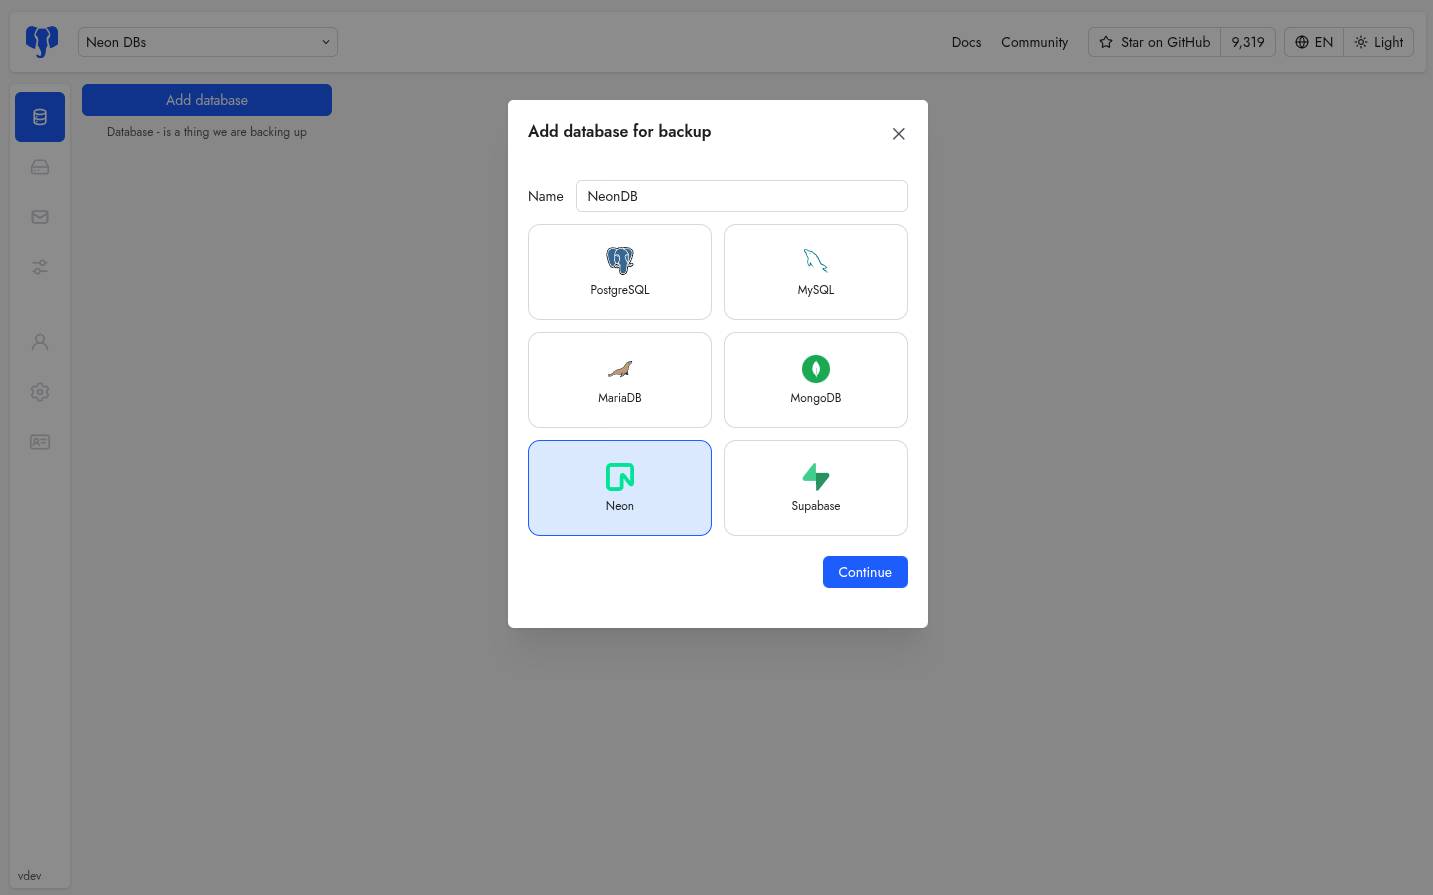 Neon DBs
Docs
Community
Star on GitHub
9,319
EN
Light
Add database
Database - is a thing we are backing up
Add database for backup
Name
NeonDB
PostgreSQL
MySQL
MariaDB
MongoDB
Neon
Supabase
Continue
vdev